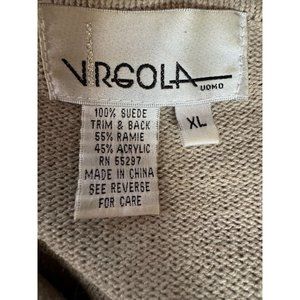 VIRGOLA
UOMO
XL
100% SUEDE
TRIM & BACK
55% RAMIE
45% ACRYLIC
RN 55297
MADE IN CHINA
SEE REVERSE
FOR CARE